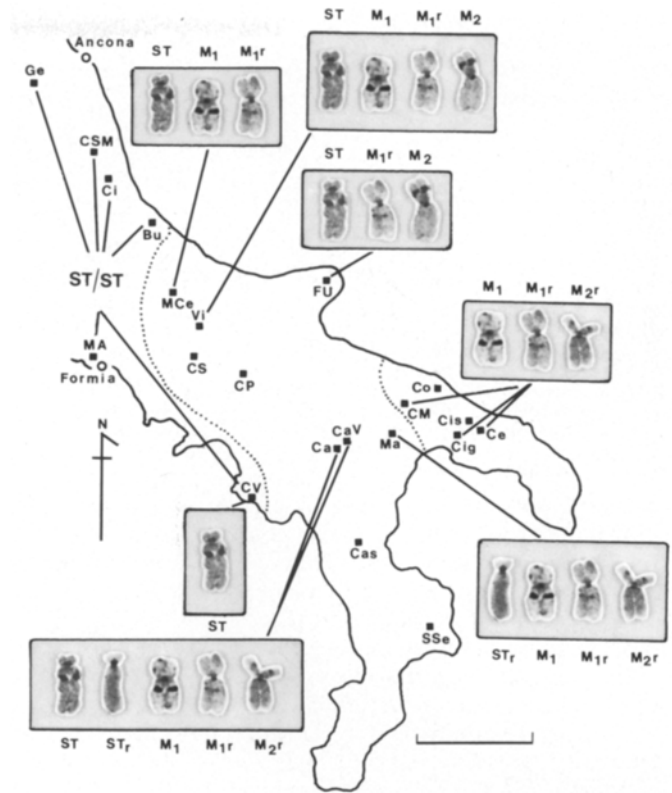 Ancona
Ge
ST M₁ M₁r
ST M₁ M₁r M₂
CSM
Ci
ST M₁r M₂
Bu
ST/ST
FU
MCe
Vi
M₁ M₁r M₂r
MA
Formia
CS
CP
Co
CM
N
Cis
Ce
CaV
Ca
Ma
Cig
CV
ST
Cas
SSe
STr M₁ M₁r M₂r
ST STr M₁ M₁r M₂r